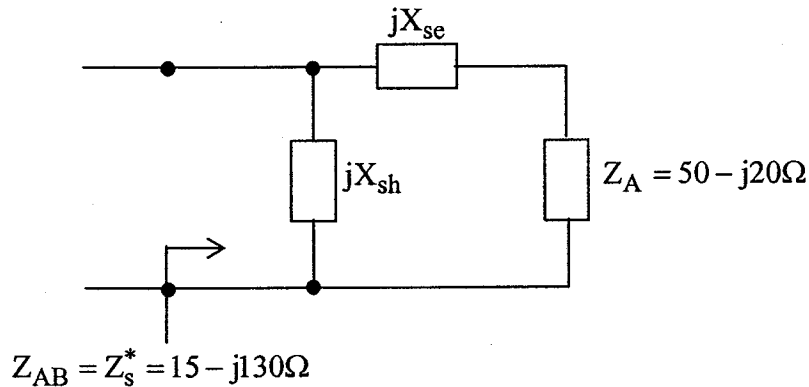 jX_se
jX_sh
Z_A = 50 − j20Ω
Z_AB = Z_s^* = 15 − j130Ω